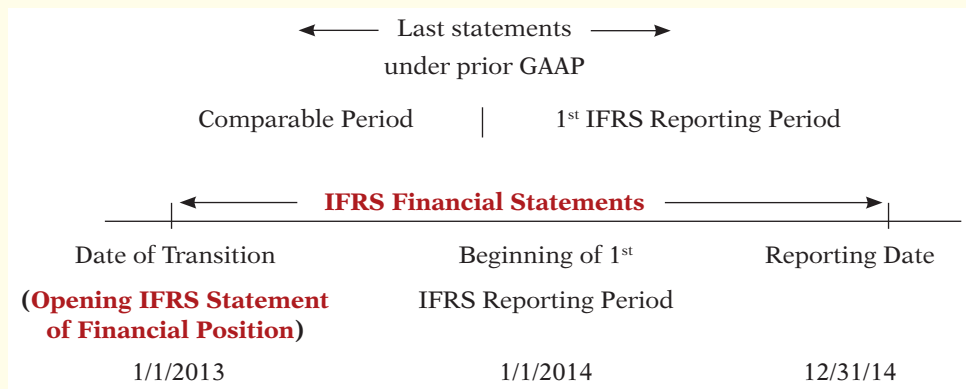 Last statements
under prior GAAP
Comparable Period | 1st IFRS Reporting Period
IFRS Financial Statements
Date of Transition Beginning of 1st Reporting Date
(Opening IFRS Statement IFRS Reporting Period
of Financial Position)
1/1/2013 1/1/2014 12/31/14